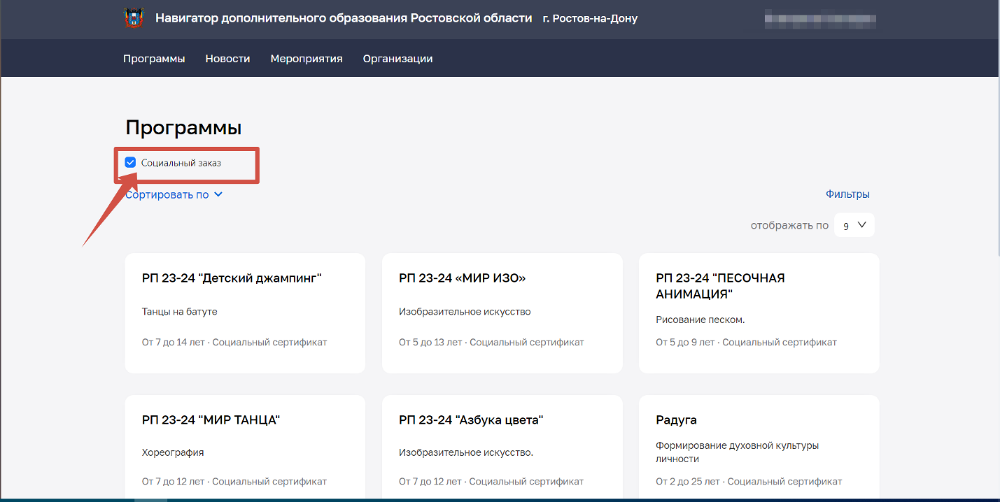 Навигатор дополнительного образования Ростовской области г. Ростов-на-Дону
Программы Новости Мероприятия Организации
Программы
Социальный заказ
Сортировать по
Фильтры
отображать по 9
РП 23-24 "Детский джампинг"
Танцы на батуте
От 7 до 14 лет · Социальный сертификат
РП 23-24 «МИР ИЗО»
Изобразительное искусство
От 5 до 13 лет · Социальный сертификат
РП 23-24 "ПЕСОЧНАЯ
АНИМАЦИЯ"
Рисование песком.
От 5 до 9 лет · Социальный сертификат
РП 23-24 "МИР ТАНЦА"
Хореография
От 7 до 12 лет · Социальный сертификат
РП 23-24 "Азбука цвета"
Изобразительное искусство.
От 7 до 12 лет · Социальный сертификат
Радуга
Формирование духовной культуры
личности
От 2 до 25 лет · Социальный сертификат